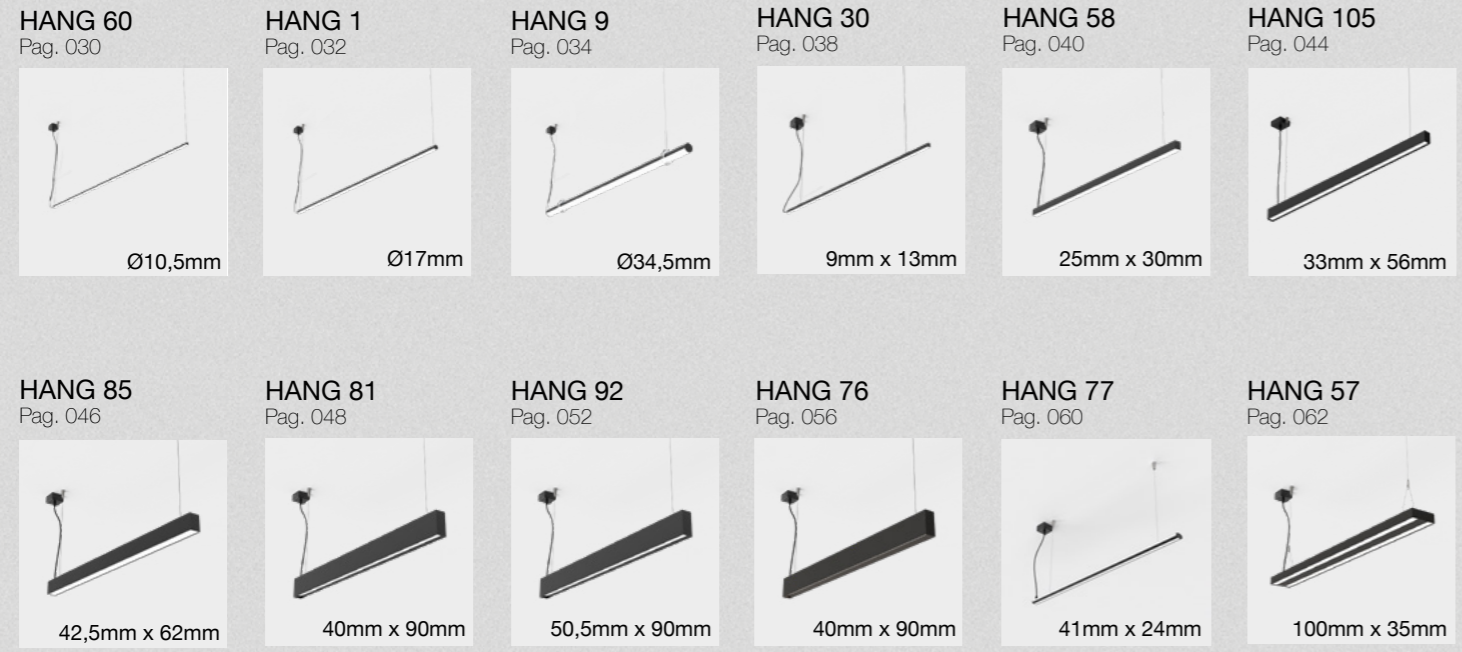 HANG 60
Pag. 030
Ø10,5mm
HANG 1
Pag. 032
Ø17mm
HANG 9
Pag. 034
Ø34,5mm
HANG 30
Pag. 038
9mm x 13mm
HANG 58
Pag. 040
25mm x 30mm
HANG 105
Pag. 044
33mm x 56mm
HANG 85
Pag. 046
42,5mm x 62mm
HANG 81
Pag. 048
40mm x 90mm
HANG 92
Pag. 052
50,5mm x 90mm
HANG 76
Pag. 056
40mm x 90mm
HANG 77
Pag. 060
41mm x 24mm
HANG 57
Pag. 062
100mm x 35mm